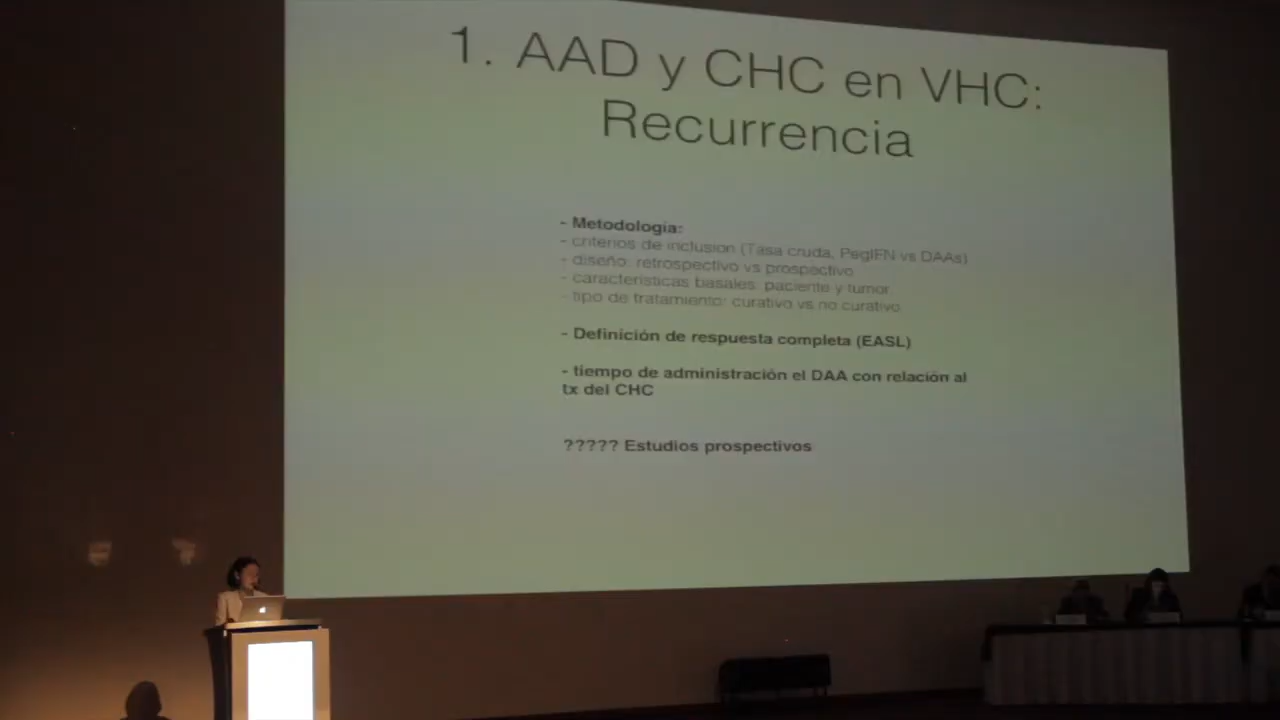 1. AAD y CHC en VHC:
Recurrencia
- Metodología:
- criterios de inclusion (Tasa cruda, PegIFN vs DAAs)
- diseño: retrospectivo vs prospectivo
- características basales: paciente y tumor
- tipo de tratamiento: curativo vs no curativo
- Definición de respuesta completa (EASL)
- tiempo de administración el DAA con relación al
tx del CHC
????? Estudios prospectivos